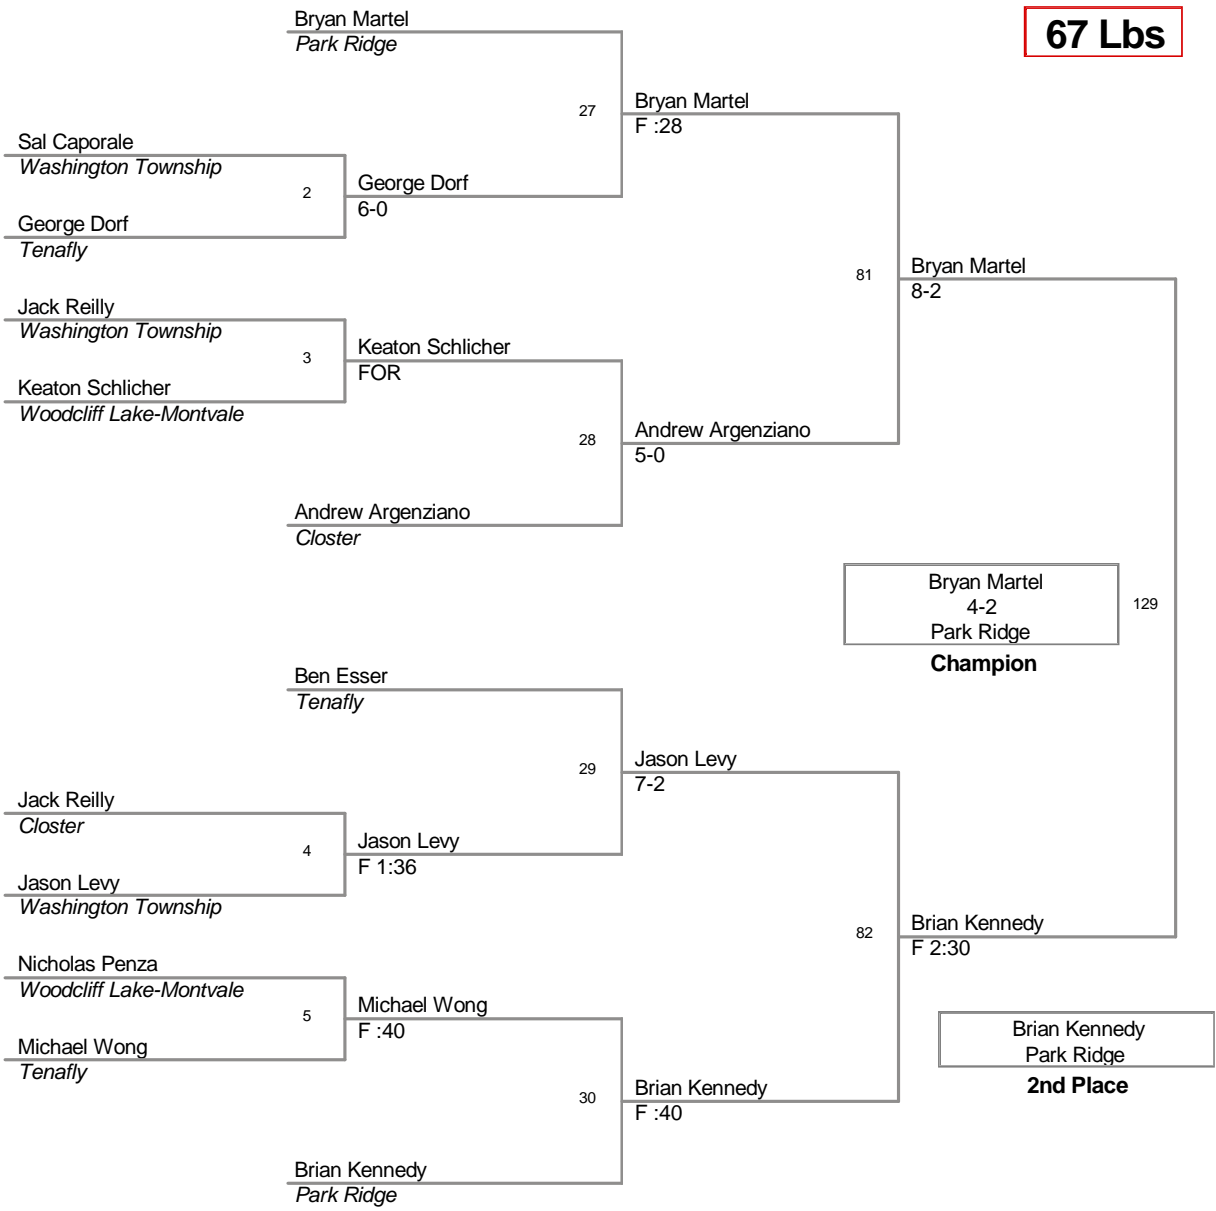 67 Lbs
Bryan Martel
Park Ridge
27
Bryan Martel
F :28
Sal Caporale
Washington Township
2
George Dorf
6-0
George Dorf
Tenafly
81
Bryan Martel
8-2
Jack Reilly
Washington Township
3
Keaton Schlicher
FOR
Keaton Schlicher
Woodcliff Lake-Montvale
28
Andrew Argenziano
5-0
Andrew Argenziano
Closter
Bryan Martel
4-2
Park Ridge
Champion
129
Ben Esser
Tenafly
29
Jason Levy
7-2
Jack Reilly
Closter
4
Jason Levy
F 1:36
Jason Levy
Washington Township
82
Brian Kennedy
F 2:30
Nicholas Penza
Woodcliff Lake-Montvale
5
Michael Wong
F :40
Michael Wong
Tenafly
30
Brian Kennedy
F :40
Brian Kennedy
Park Ridge
2nd Place
Brian Kennedy
Park Ridge